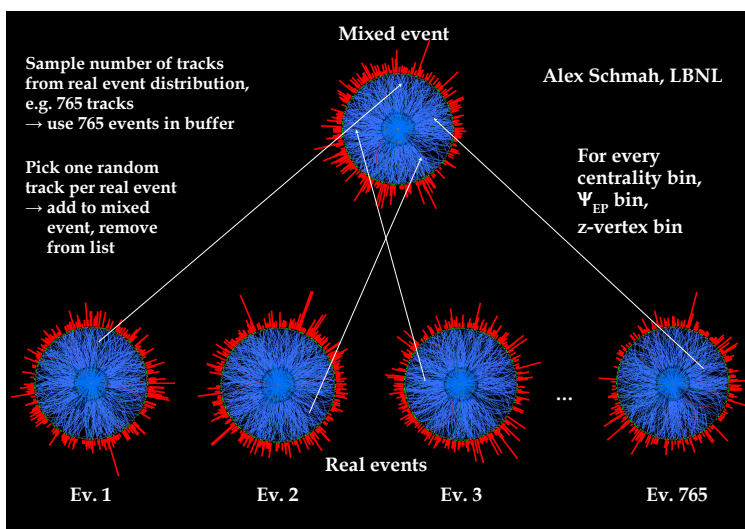 Mixed event
Sample number of tracks
from real event distribution,
e.g. 765 tracks
→ use 765 events in buffer
Pick one random
track per real event
→ add to mixed
event, remove
from list
Alex Schmah, LBNL
For every
centrality bin,
Ψ_EP bin,
z-vertex bin
...
Real events
Ev. 1
Ev. 2
Ev. 3
Ev. 765